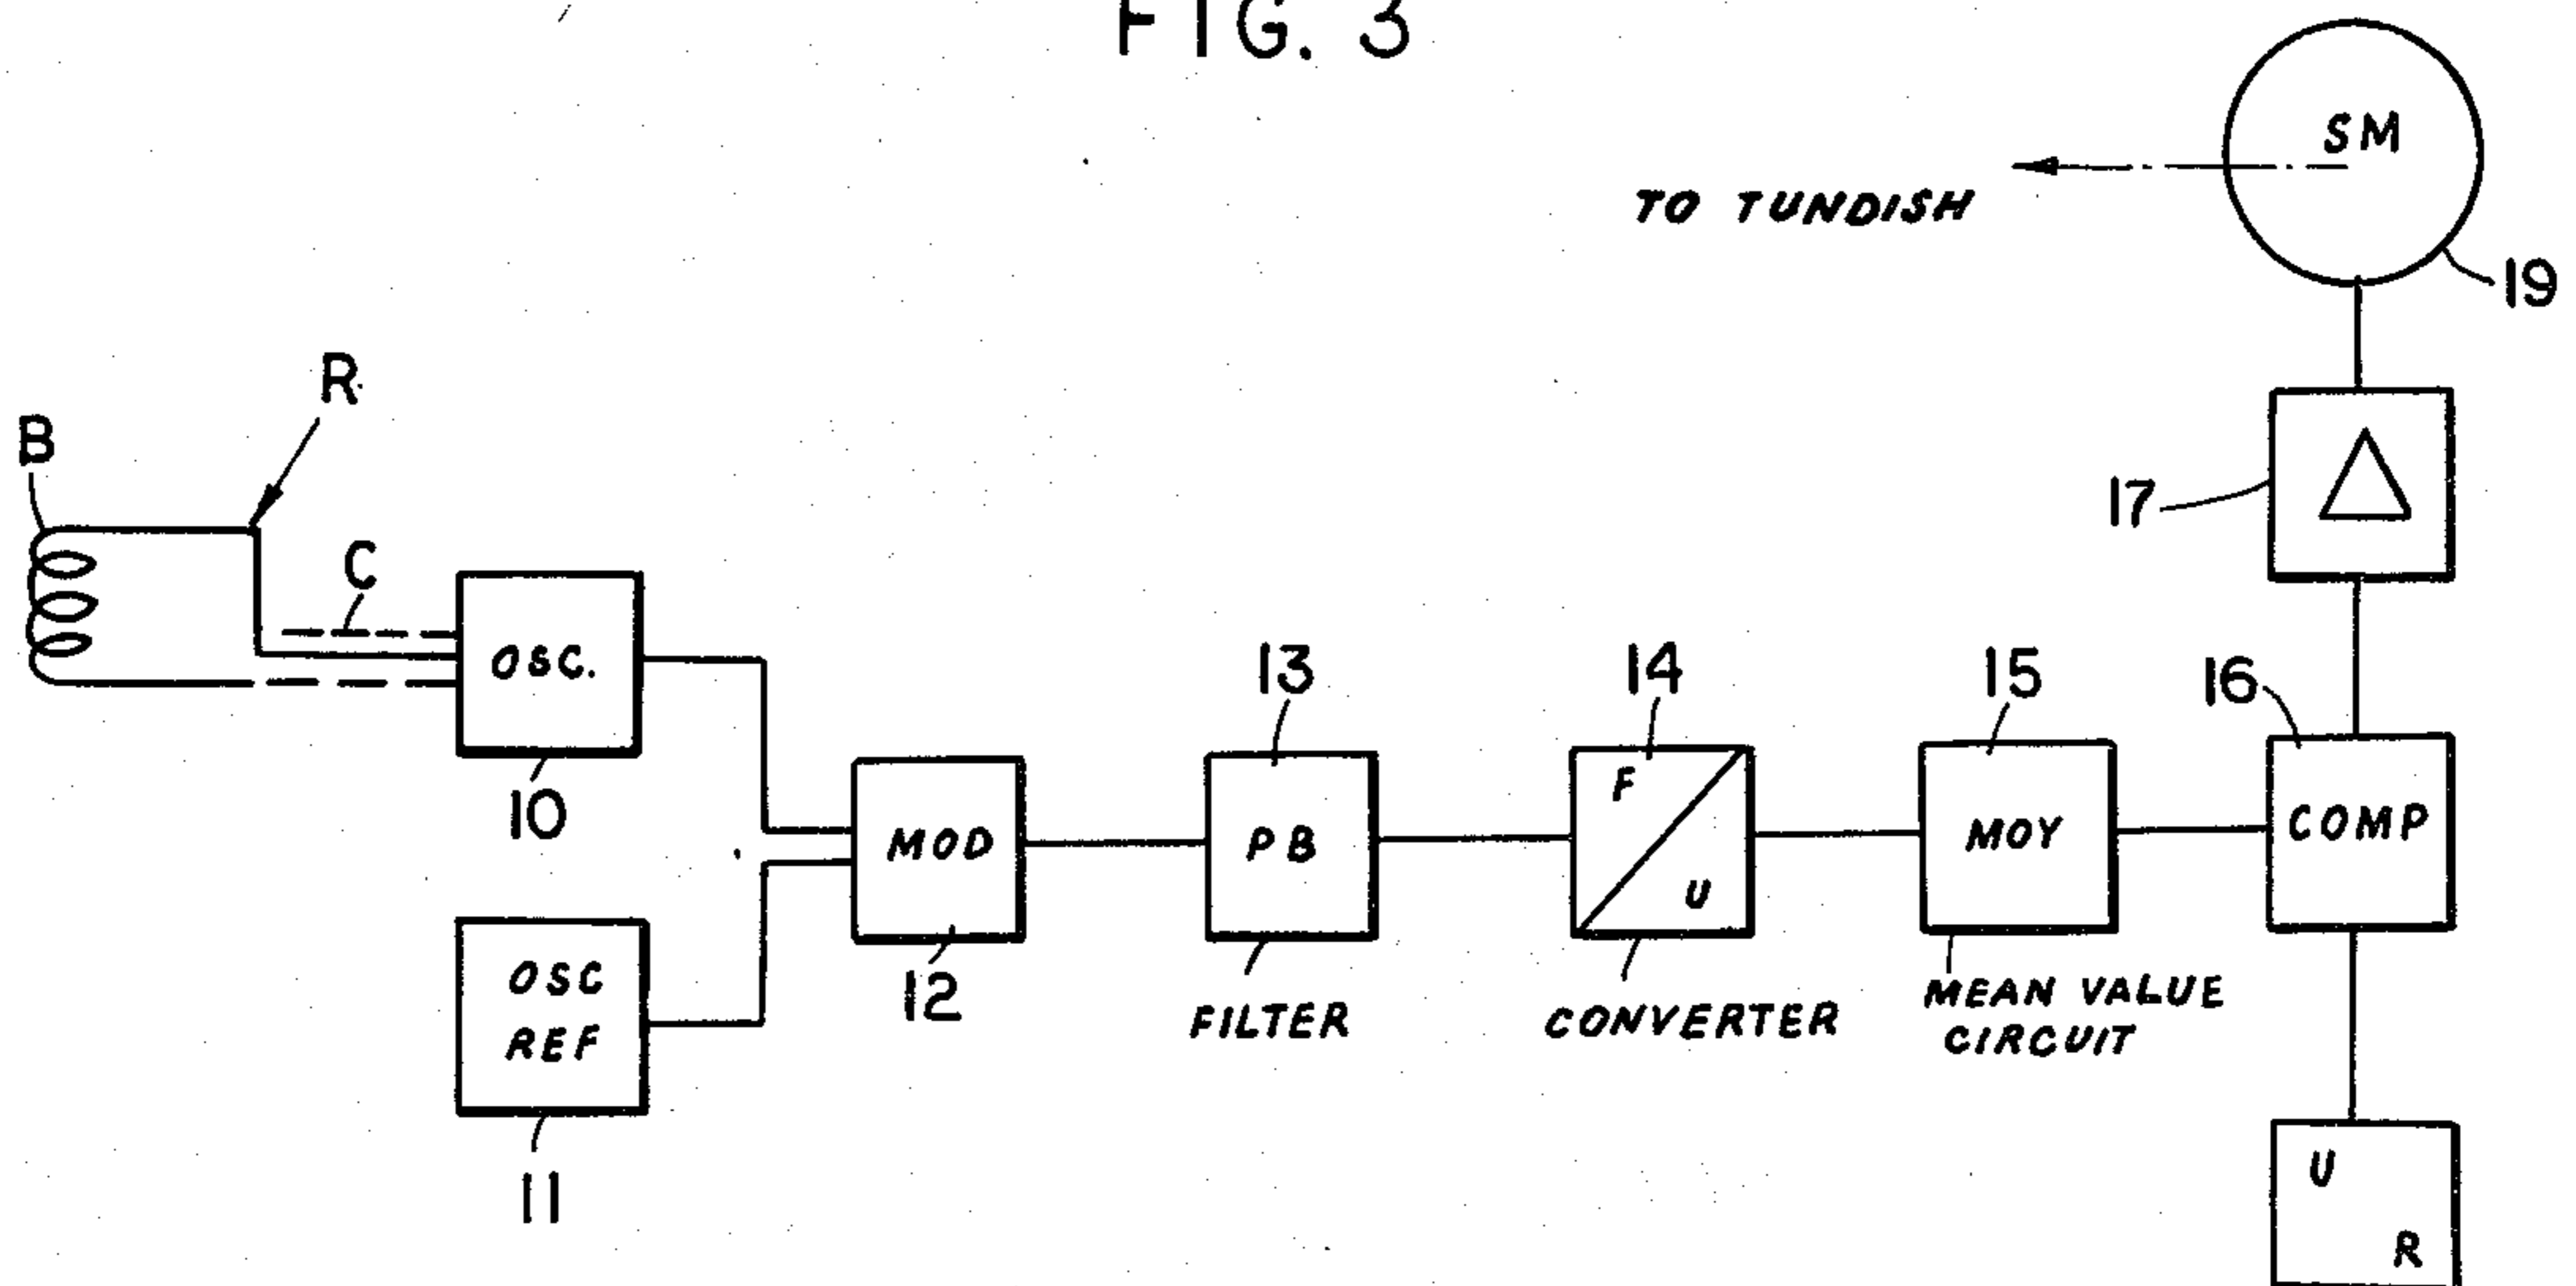 FIG. 3
SM
TO TUNDISH
19
R
B
17
C
OSC.
13
14
15
16
10
MOD
PB
F
U
MOY
COMP
OSC
REF
12
FILTER
CONVERTER
MEAN VALUE
CIRCUIT
11
U
R